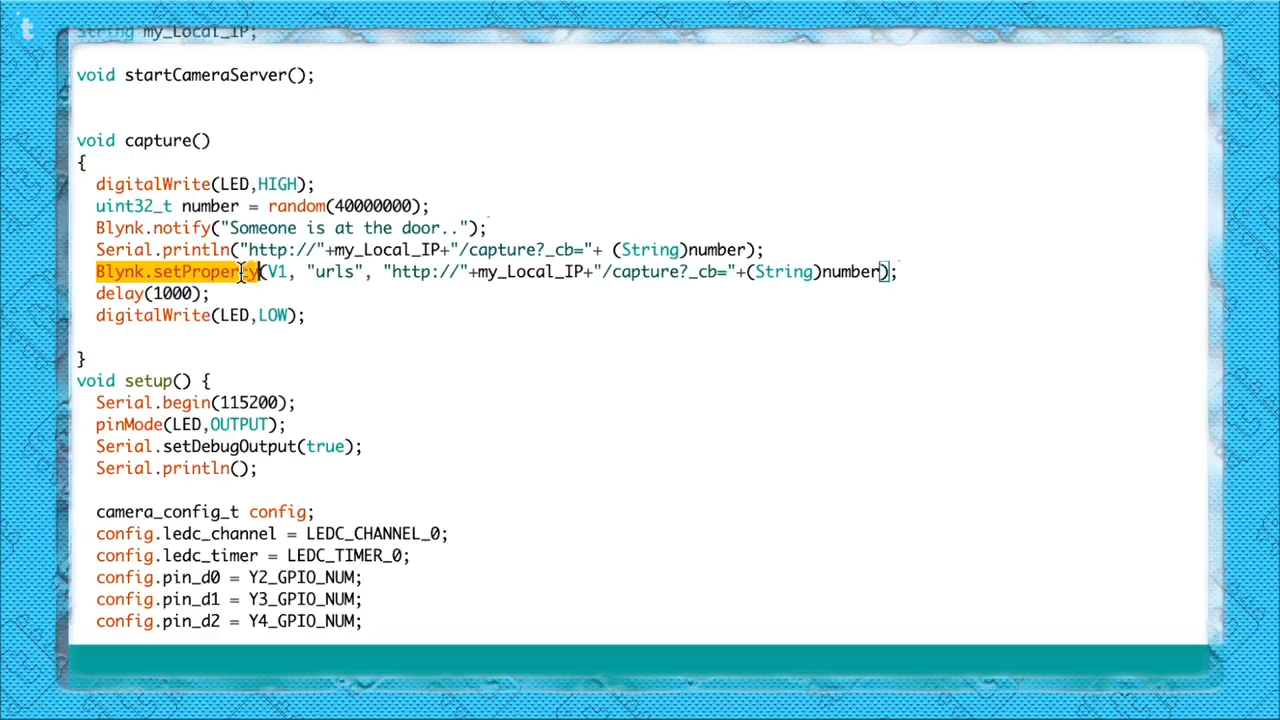 t
String my_Local_IP;
void startCameraServer();
void capture()
{
digitalWrite(LED,HIGH);
uint32_t number = random(40000000);
Blynk.notify("Someone is at the door..");
Serial.println("http://"+my_Local_IP+"/capture?_cb="+ (String)number);
Blynk.setProperty(V1, "urls", "http://"+my_Local_IP+"/capture?_cb="+(String)number);
delay(1000);
digitalWrite(LED,LOW);
}
void setup() {
Serial.begin(115200);
pinMode(LED,OUTPUT);
Serial.setDebugOutput(true);
Serial.println();
camera_config_t config;
config.ledc_channel = LEDC_CHANNEL_0;
config.ledc_timer = LEDC_TIMER_0;
config.pin_d0 = Y2_GPIO_NUM;
config.pin_d1 = Y3_GPIO_NUM;
config.pin_d2 = Y4_GPIO_NUM;